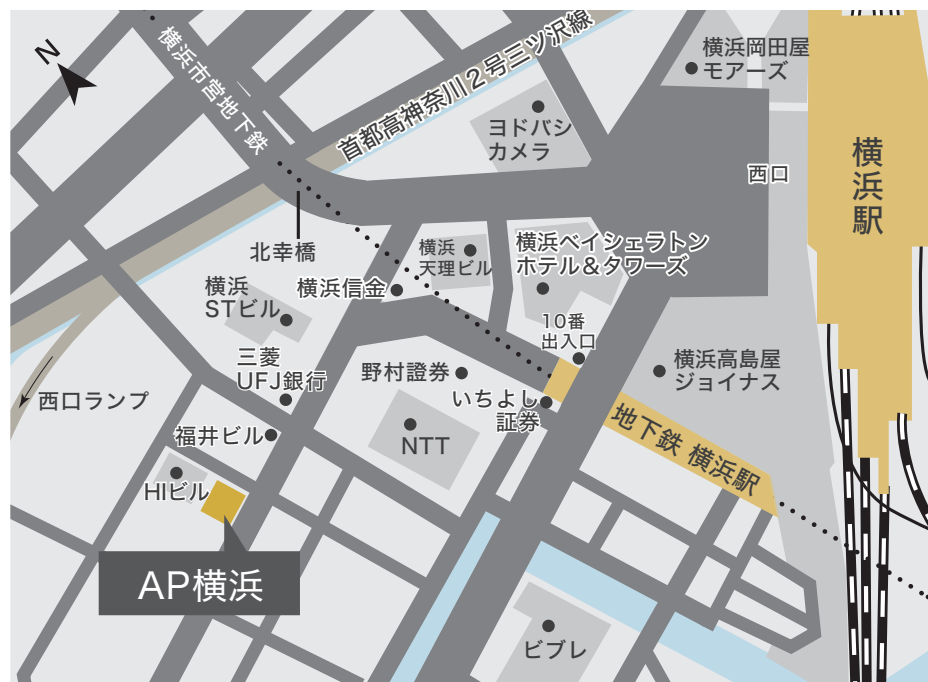 N
横浜市営地下鉄
首都高神奈川2号三ツ沢線
横浜岡田屋
モアーズ
ヨドバシ
カメラ
横浜駅
西口
北幸橋
横浜
天理ビル
横浜ベイシェラトン
ホテル&タワーズ
横浜
STビル
横浜信金
10番
出入口
三菱
UFJ銀行
野村證券
横浜高島屋
ジョイナス
西口ランプ
いちよし
証券
地下鉄 横浜駅
福井ビル
NTT
HIビル
AP横浜
ビブレ